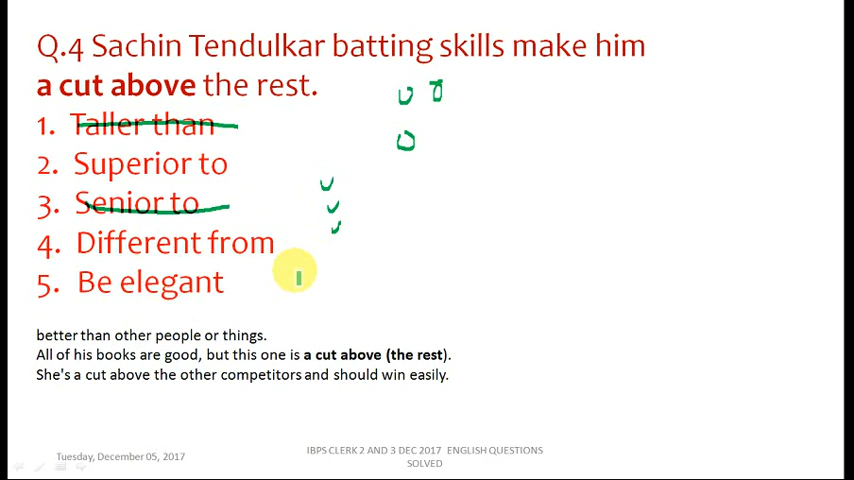 Q.4 Sachin Tendulkar batting skills make him
a cut above the rest.
1. Taller than
2. Superior to
3. Senior to
4. Different from
5. Be elegant
better than other people or things.
All of his books are good, but this one is a cut above (the rest).
She's a cut above the other competitors and should win easily.
Tuesday, December 05, 2017
IBPS CLERK 2 AND 3 DEC 2017 ENGLISH QUESTIONS
SOLVED